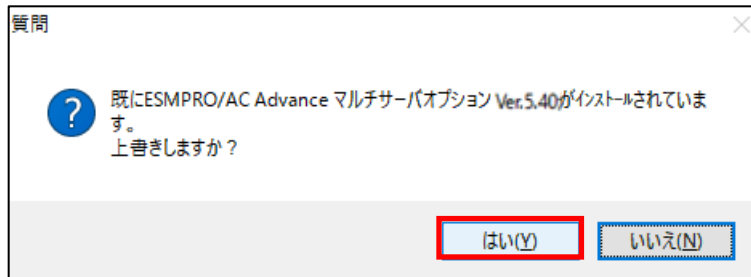 質問
既にESMPRO/AC Advance マルチサーバオプション Ver.5.40がインストールされていま
す。
上書きしますか？
はい(Y)
いいえ(N)